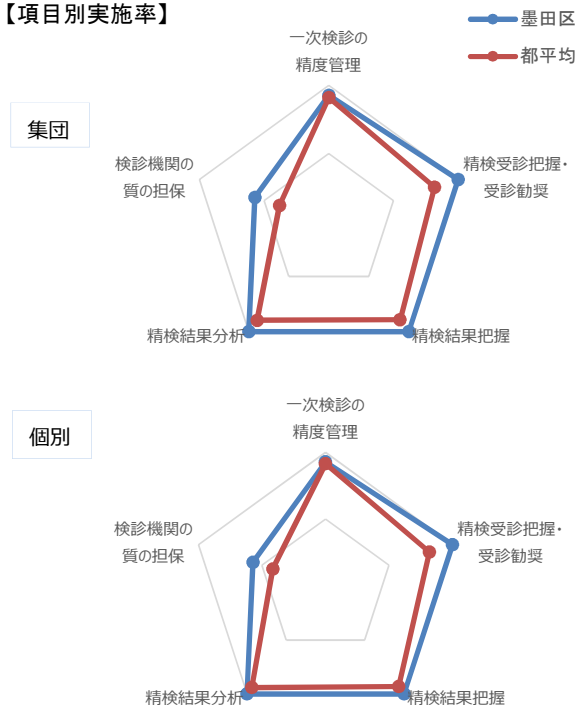 【項目別実施率】
墨田区
都平均
集団
一次検診の
精度管理
精検受診把握・
受診勧奨
検診機関の
質の担保
精検結果分析
精検結果把握
個別
一次検診の
精度管理
精検受診把握・
受診勧奨
検診機関の
質の担保
精検結果分析
精検結果把握